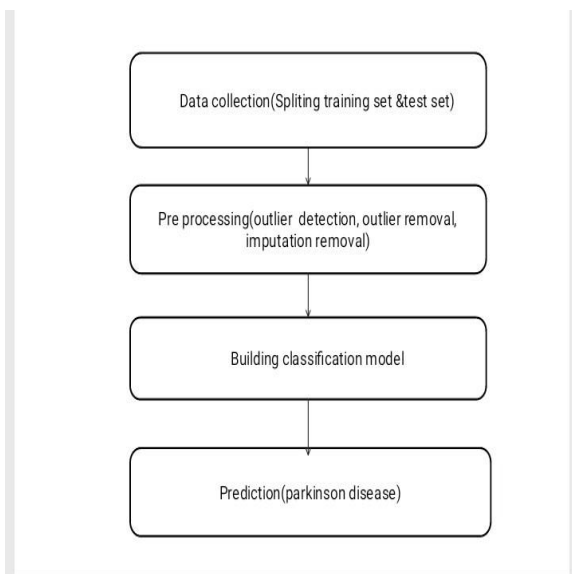 Data collection(Spliting training set &test set)
Pre processing(outlier detection, outlier removal,
imputation removal)
Building classification model
Prediction(parkinson disease)